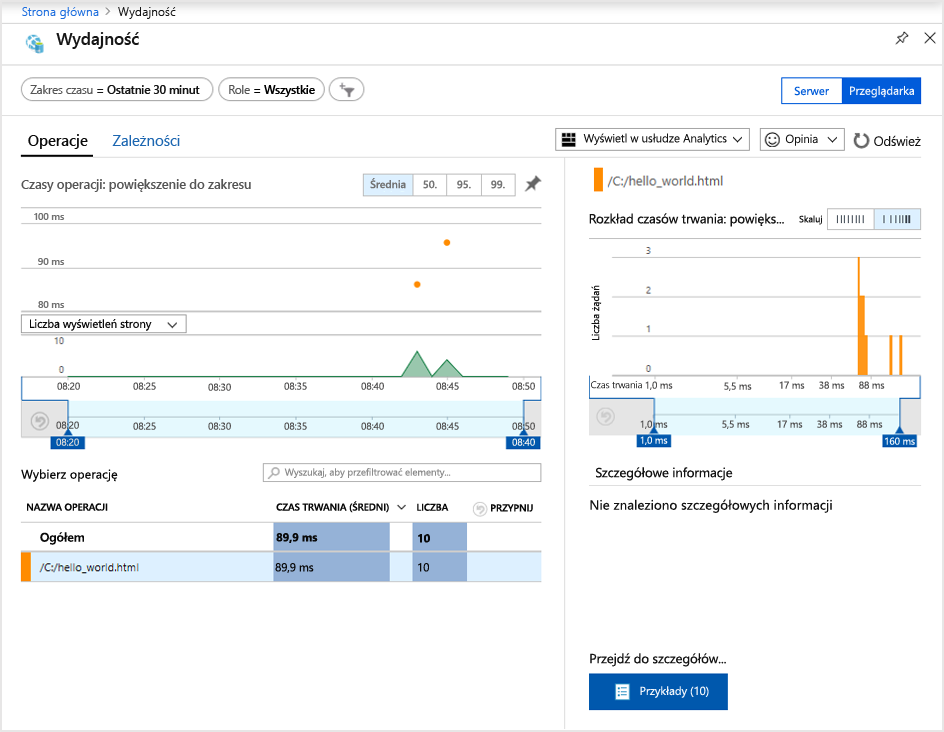 Strona główna > Wydajność
Wydajność
Zakres czasu = Ostatnie 30 minut
Role = Wszystkie
Serwer
Przeglądarka
Operacje
Zależności
Wyświetl w usłudze Analytics
Opinia
Odśwież
Czasy operacji: powiększenie do zakresu
Średnia
50.
95.
99.
100 ms
90 ms
80 ms
Liczba wyświetleń strony
10
0
08:20 08:25 08:30 08:35 08:40 08:45 08:50
08:20 08:25 08:30 08:35 08:40 08:45 08:50
08:20
08:40
Wybierz operację
Wyszukaj, aby przefiltrować elementy...
NAZWA OPERACJI
CZAS TRWANIA (ŚREDNI)
LICZBA
PRZYPNIJ
Ogółem 89,9 ms 10
/C:/hello_world.html 89,9 ms 10
/C:/hello_world.html
Rozkład czasów trwania: powięks...
Skaluj
3
2
1
0
Liczba żądań
Czas trwania 1,0 ms 5,5 ms 17 ms 38 ms 88 ms
1,0 ms 5,5 ms 17 ms 38 ms 88 ms
1,0 ms
160 ms
Szczegółowe informacje
Nie znaleziono szczegółowych informacji
Przejdź do szczegółów...
Przykłady (10)